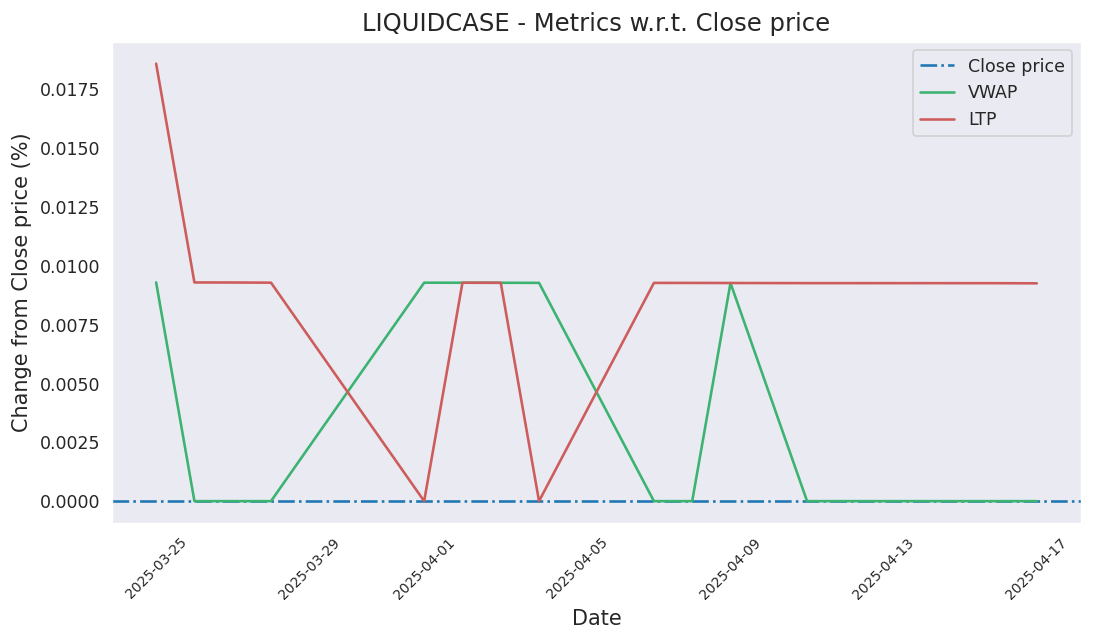 LIQUIDCASE - Metrics w.r.t. Close price
Close price
VWAP
LTP
Change from Close price (%)
0.0175
0.0150
0.0125
0.0100
0.0075
0.0050
0.0025
0.0000
2025-03-25
2025-03-29
2025-04-01
2025-04-05
2025-04-09
2025-04-13
2025-04-17
Date